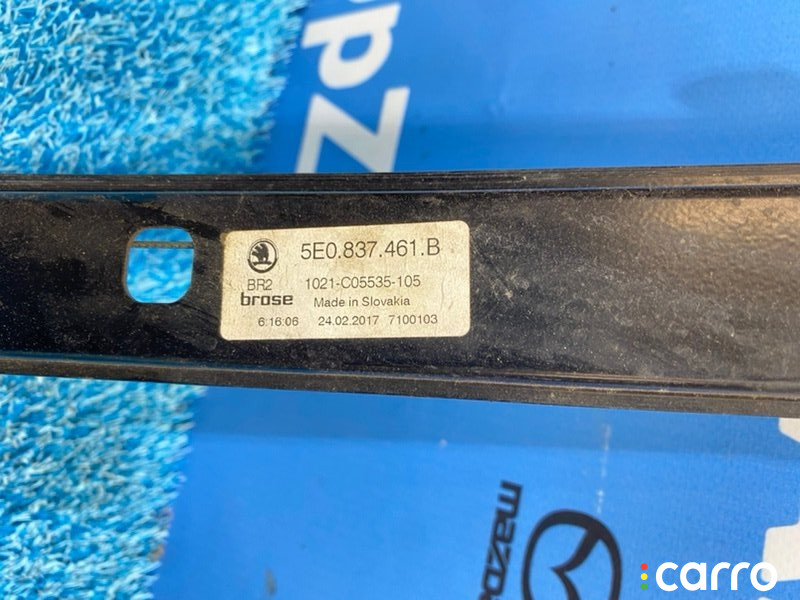 Zap
5E0.837.461.B
BR2 1021-C05535-105
brose Made in Slovakia
6:16:06 24.02.2017 7100103
mazda
carro